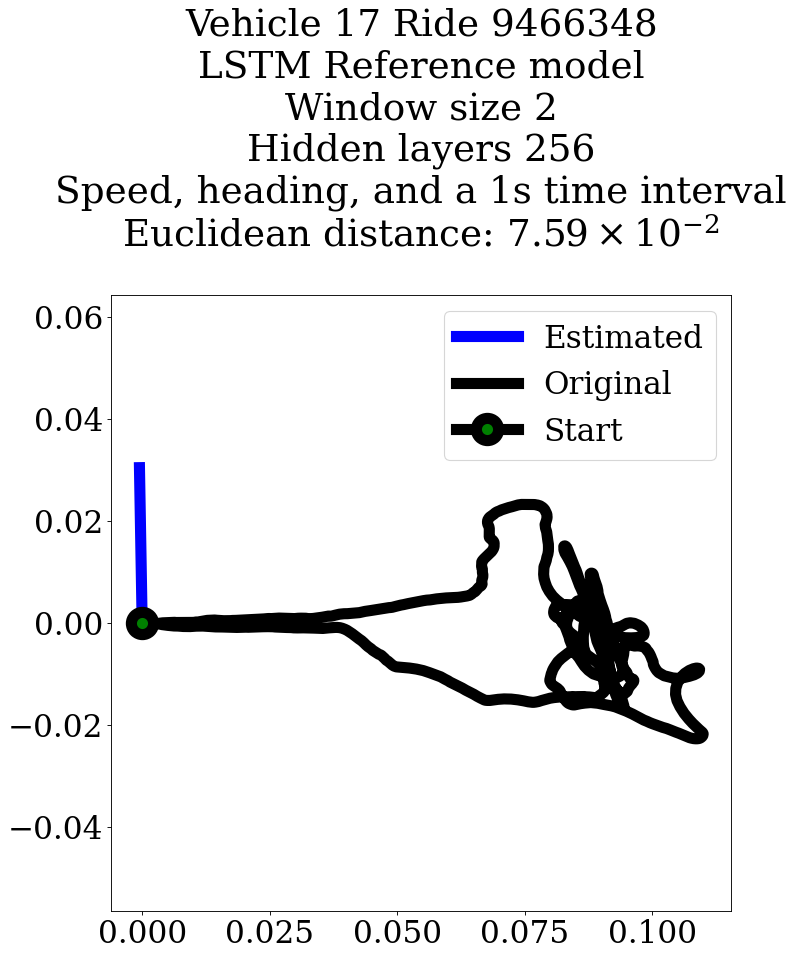 Vehicle 17 Ride 9466348
LSTM Reference model
Window size 2
Hidden layers 256
Speed, heading, and a 1s time interval
Euclidean distance: 7.59 × 10⁻²
Estimated
Original
Start
0.06
0.04
0.02
0.00
−0.02
−0.04
0.000 0.025 0.050 0.075 0.100